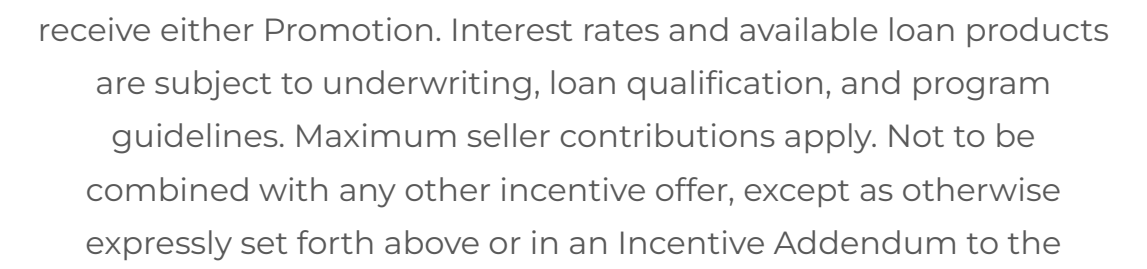 receive either Promotion. Interest rates and available loan products
are subject to underwriting, loan qualification, and program
guidelines. Maximum seller contributions apply. Not to be
combined with any other incentive offer, except as otherwise
expressly set forth above or in an Incentive Addendum to the